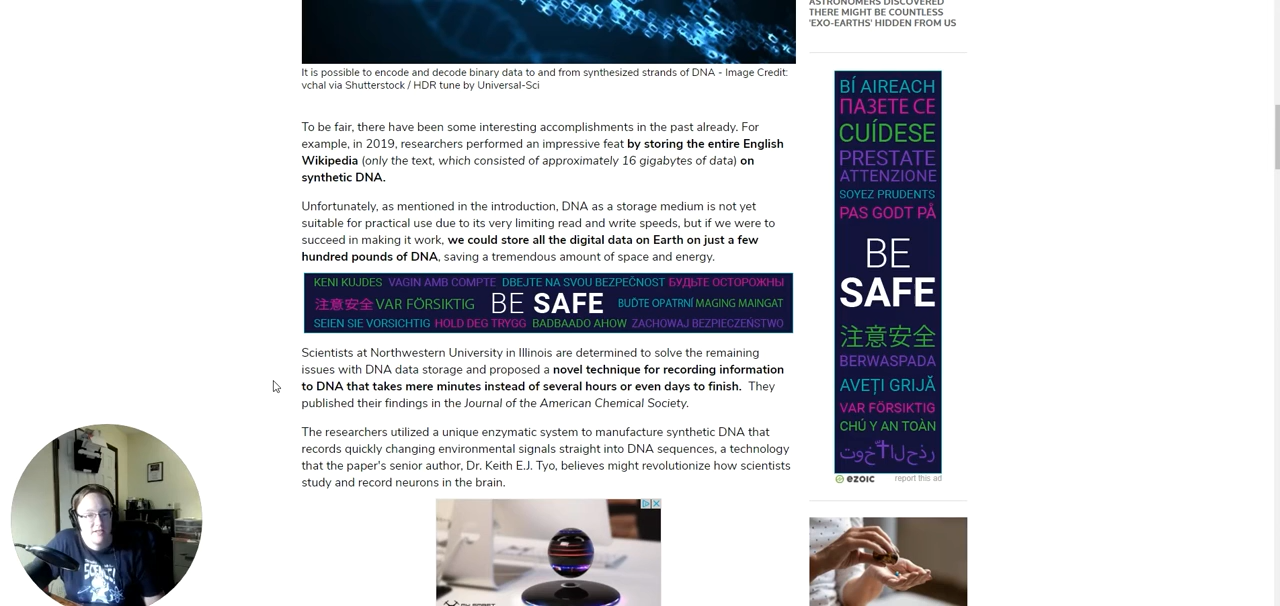 ASTRONOMERS DISCOVERED
THERE MIGHT BE COUNTLESS
'EXO-EARTHS' HIDDEN FROM US
It is possible to encode and decode binary data to and from synthesized strands of DNA - Image Credit:
vchal via Shutterstock / HDR tune by Universal-Sci
To be fair, there have been some interesting accomplishments in the past already. For
example, in 2019, researchers performed an impressive feat by storing the entire English
Wikipedia (only the text, which consisted of approximately 16 gigabytes of data) on
synthetic DNA.
Unfortunately, as mentioned in the introduction, DNA as a storage medium is not yet
suitable for practical use due to its very limiting read and write speeds, but if we were to
succeed in making it work, we could store all the digital data on Earth on just a few
hundred pounds of DNA, saving a tremendous amount of space and energy.
KENI KUJDES VAGIN AMB COMPTE DBEJTE NA SVOU BEZPEČNOST БУДЬТЕ ОСТОРОЖНЫ
注意安全 VAR FÖRSIKTIG BE SAFE BUĎTE OPATRNÍ MAGING MAINGAT
SEIEN SIE VORSICHTIG HOLD DEG TRYGG BADBAADO AHOW ZACHOWAJ BEZPIECZEŃSTWO
Scientists at Northwestern University in Illinois are determined to solve the remaining
issues with DNA data storage and proposed a novel technique for recording information
to DNA that takes mere minutes instead of several hours or even days to finish. They
published their findings in the Journal of the American Chemical Society.
The researchers utilized a unique enzymatic system to manufacture synthetic DNA that
records quickly changing environmental signals straight into DNA sequences, a technology
that the paper's senior author, Dr. Keith E.J. Tyo, believes might revolutionize how scientists
study and record neurons in the brain.
BÍ AIREACH
ПАЗЕТЕ СЕ
CUÍDESE
PRESTATE
ATTENZIONE
SOYEZ PRUDENTS
PAS GODT PÅ
BE
SAFE
注意安全
BERWASPADA
AVEȚI GRIJĂ
VAR FÖRSIKTIG
CHÚ Ý AN TOÀN
ezoic
report this ad